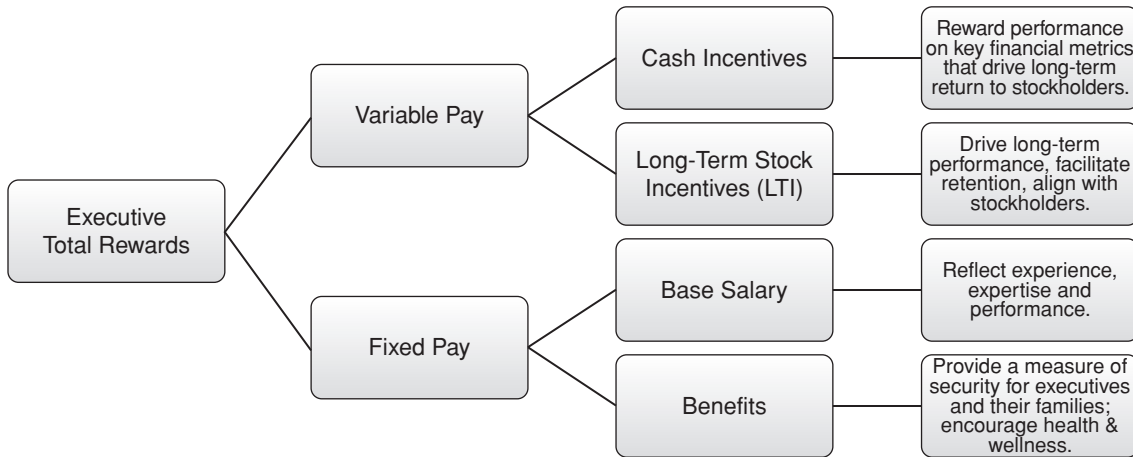 Executive
Total Rewards
Variable Pay
Cash Incentives
Reward performance
on key financial metrics
that drive long-term
return to stockholders.
Long-Term Stock
Incentives (LTI)
Drive long-term
performance, facilitate
retention, align with
stockholders.
Fixed Pay
Base Salary
Reflect experience,
expertise and
performance.
Benefits
Provide a measure of
security for executives
and their families;
encourage health &
wellness.